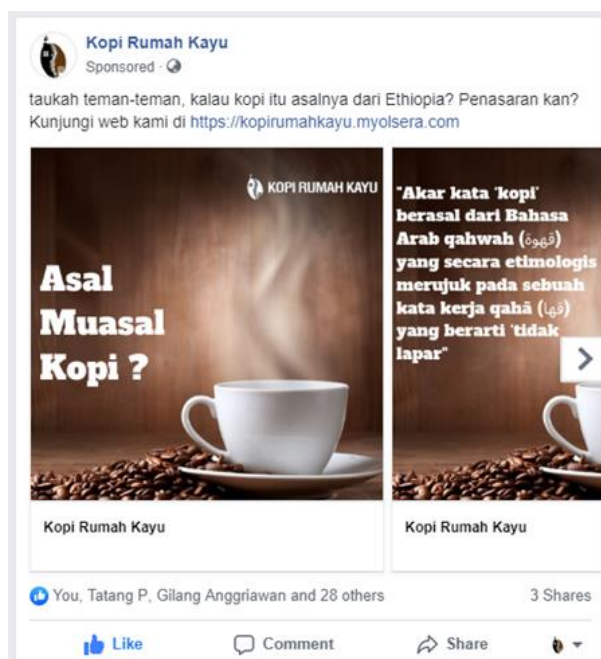 Kopi Rumah Kayu
Sponsored ·
taukah teman-teman, kalau kopi itu asalnya dari Ethiopia? Penasaran kan?
Kunjungi web kami di https://kopirumahkayu.myolsera.com
KOPI RUMAH KAYU
Asal
Muasal
Kopi ?
"Akar kata 'kopi'
berasal dari Bahasa
Arab qahwah (قهوة)
yang secara etimologis
merujuk pada sebuah
kata kerja qahā (قها)
yang berarti 'tidak
lapar"
Kopi Rumah Kayu
Kopi Rumah Kayu
You, Tatang P, Gilang Anggriawan and 28 others
3 Shares
Like
Comment
Share